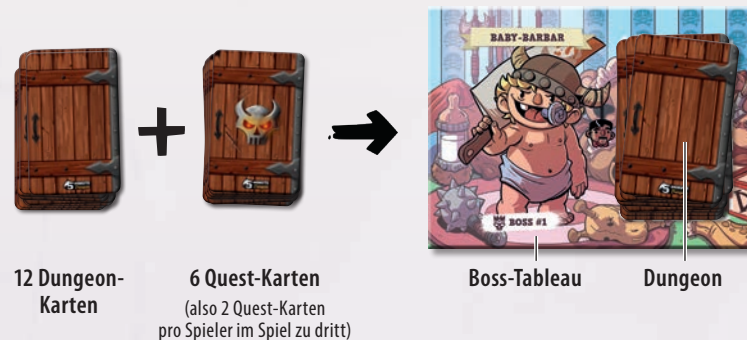 BABY-BARBAR
BOSS #1
12 Dungeon-
Karten
6 Quest-Karten
(also 2 Quest-Karten
pro Spieler im Spiel zu dritt)
Boss-Tableau
Dungeon